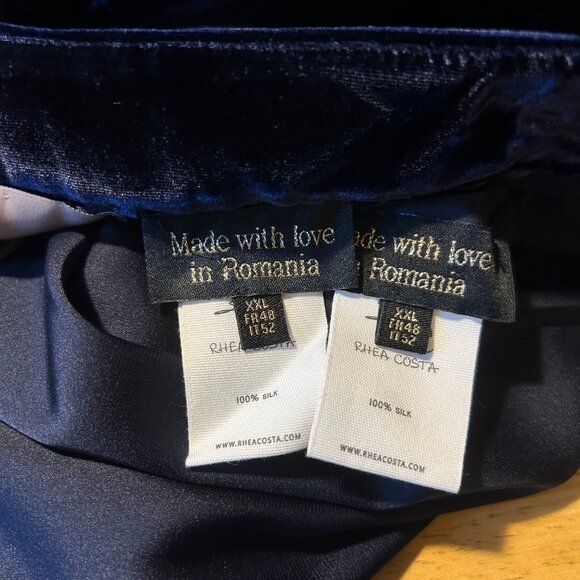 Made with love
in Romania
XXL
FR48
IT52
RHEA COSTA
100% SILK
WWW.RHEACOSTA.COM
de with love
Romania
XXL
FR48
IT52
RHEA COSTA
100% SILK
WWW.RHEACOSTA.COM